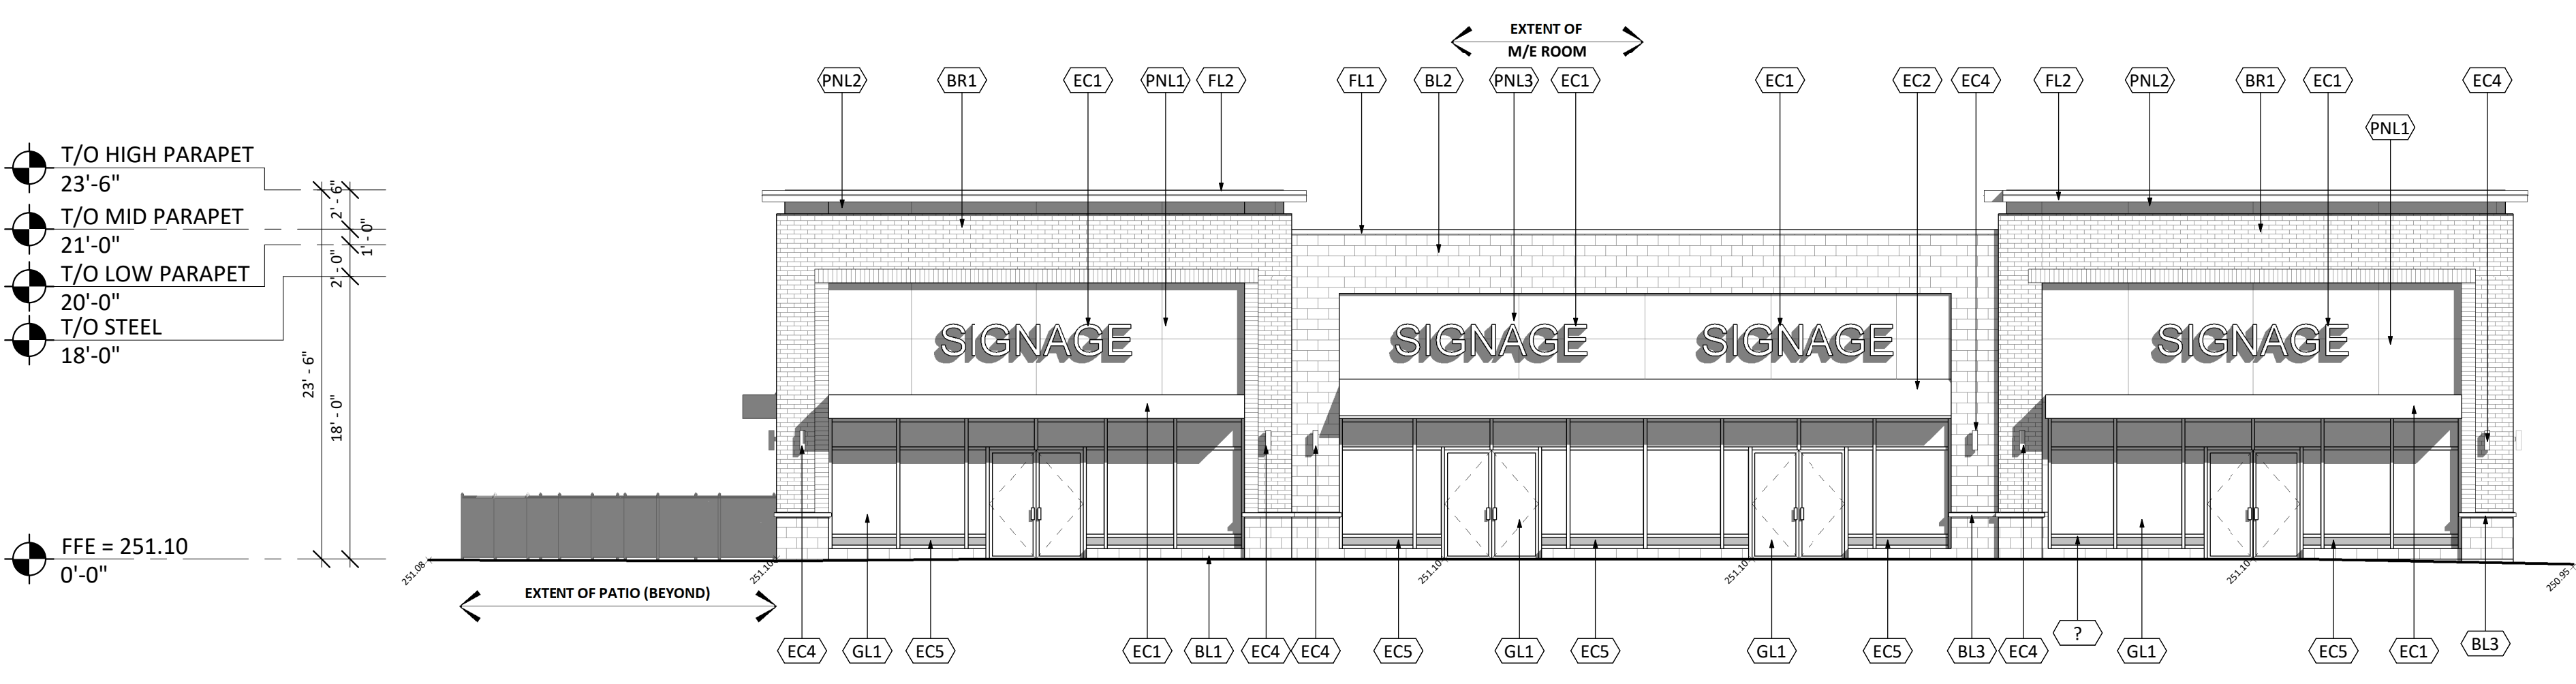 EXTENT OF
M/E ROOM
PNL2
BR1
EC1
PNL1
FL2
FL1
BL2
PNL3
EC1
EC1
EC2
EC4
FL2
PNL2
BR1
EC1
EC4
PNL1
T/O HIGH PARAPET
23'-6"
T/O MID PARAPET
21'-0"
T/O LOW PARAPET
20'-0"
T/O STEEL
18'-0"
2' - 6"
1' - 0"
2' - 0"
23' - 6"
18' - 0"
SIGNAGE
SIGNAGE
SIGNAGE
SIGNAGE
FFE = 251.10
0'-0"
251.08
251.10
251.10
251.10
251.10
250.95
EXTENT OF PATIO (BEYOND)
EC4
GL1
EC5
EC1
BL1
EC4
EC4
EC5
GL1
EC5
GL1
EC5
BL3
EC4
?
GL1
EC5
EC1
BL3